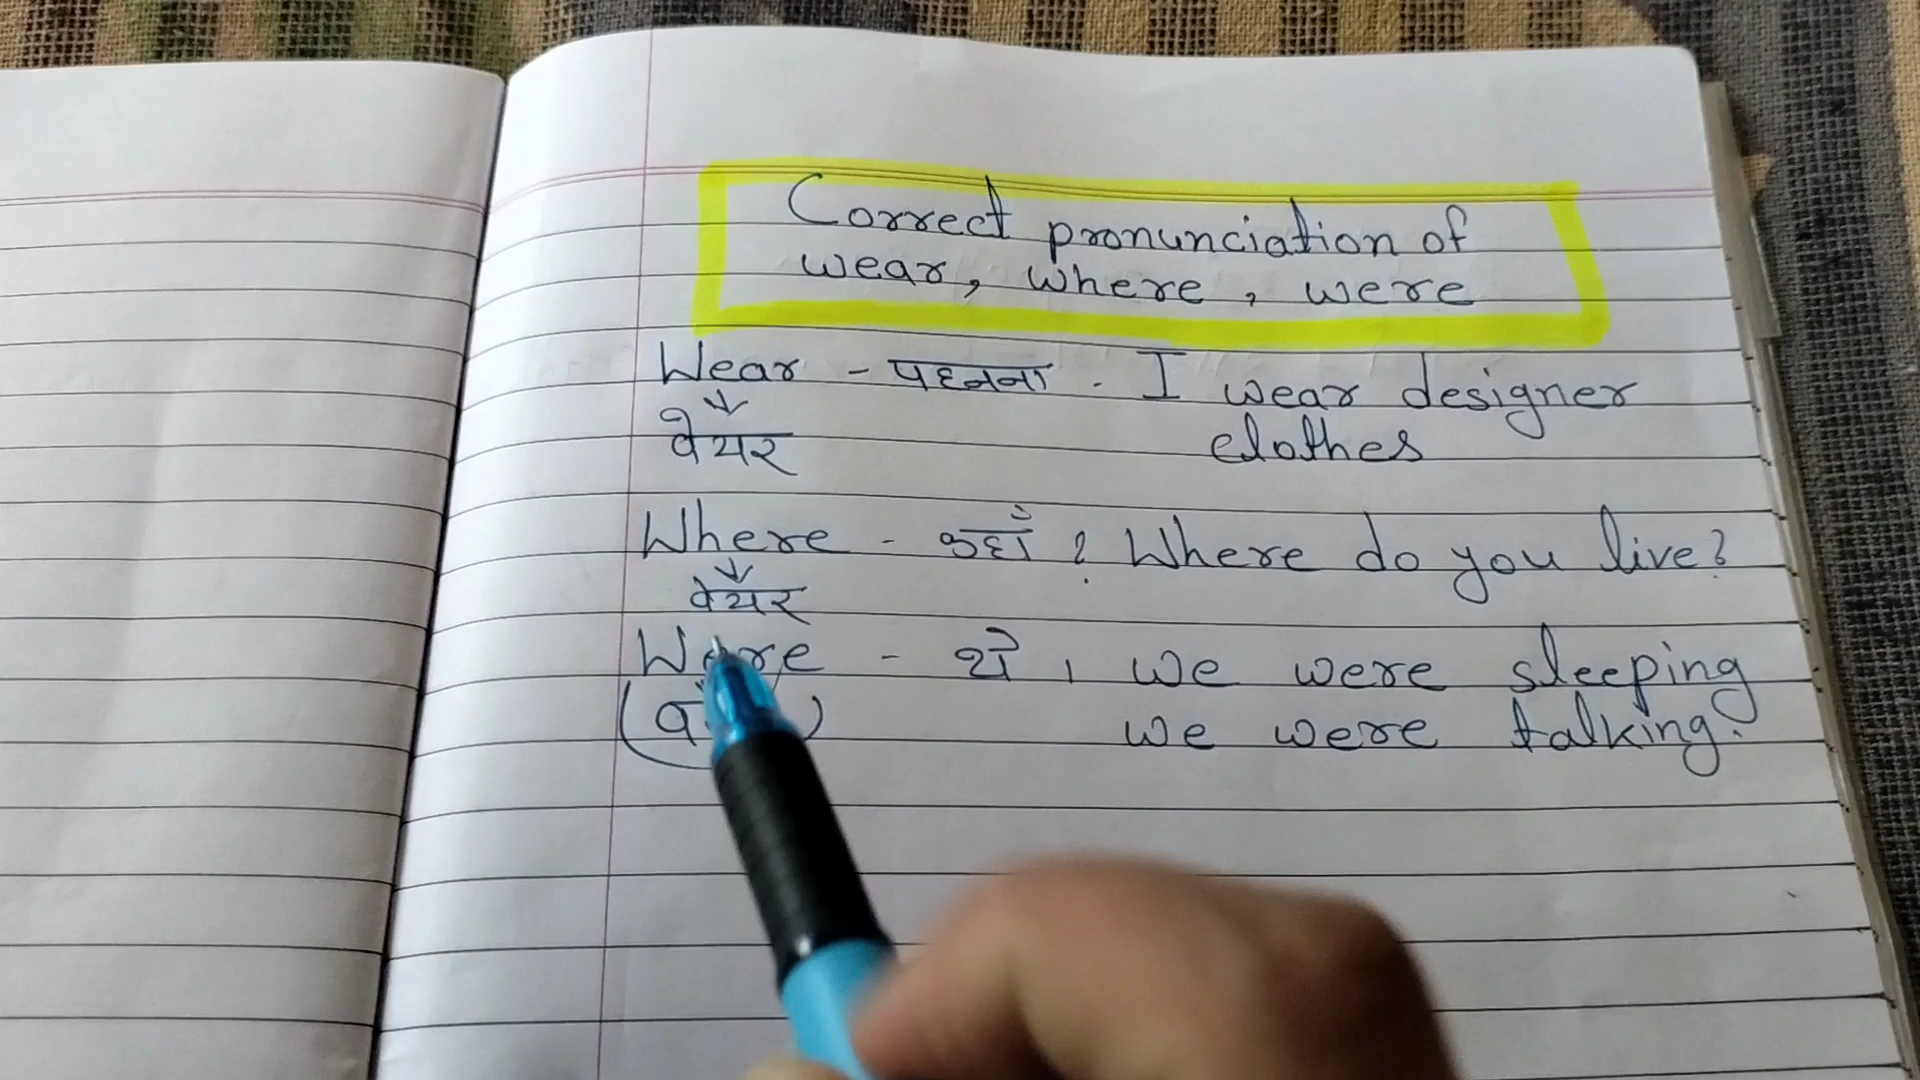 Correct pronunciation of
wear, where, were
Wear - पहनना - I wear designer
clothes
वेयर
Where - कहाँ ? Where do you live?
वेयर
Were - थे, we were sleeping
we were talking.